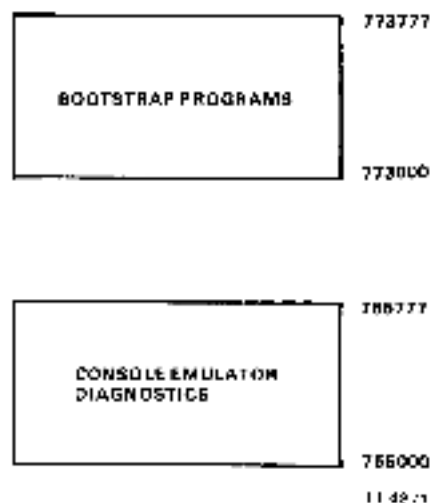 773777
BOOTSTRAP PROGRAMS
773000
765777
CONSOLE EMULATOR
DIAGNOSTICS
765000